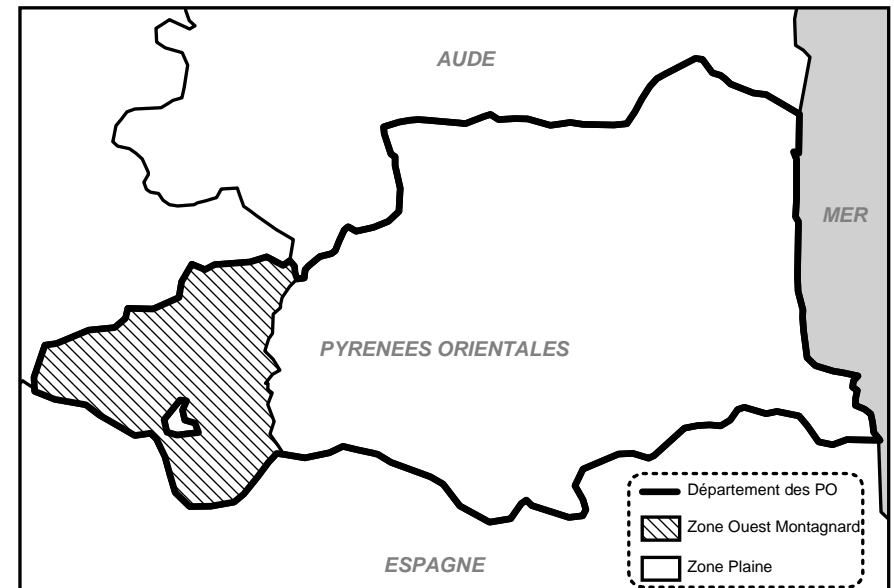 AUDE
MER
PYRENEES ORIENTALES
Département des PO
Zone Ouest Montagnard
Zone Plaine
ESPAGNE